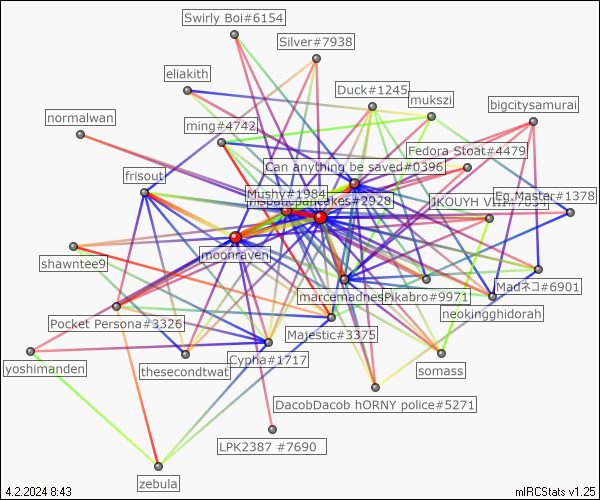 Swirly Boi#6154
Silver#7938
eliakith
Duck#1245
mukszi
bigcitysamurai
normalwan
ming#4742
Fedora Stoat#4479
Can anything be saved#0396
frisout
Mushy#1984
#2928
Eg.Master#1378
JKOUYH
moonraven
shawntee9
Madネコ#6901
marcemadness
Pikabro#9971
neokingghidorah
Pocket Persona#3326
Majestic#3375
Cypha#1717
yoshimanden
thesecondtwat
somass
DacobDacob hORNY police#5271
LPK2387 #7690
zebula
4.2.2024 8:43
mIRCStats v1.25